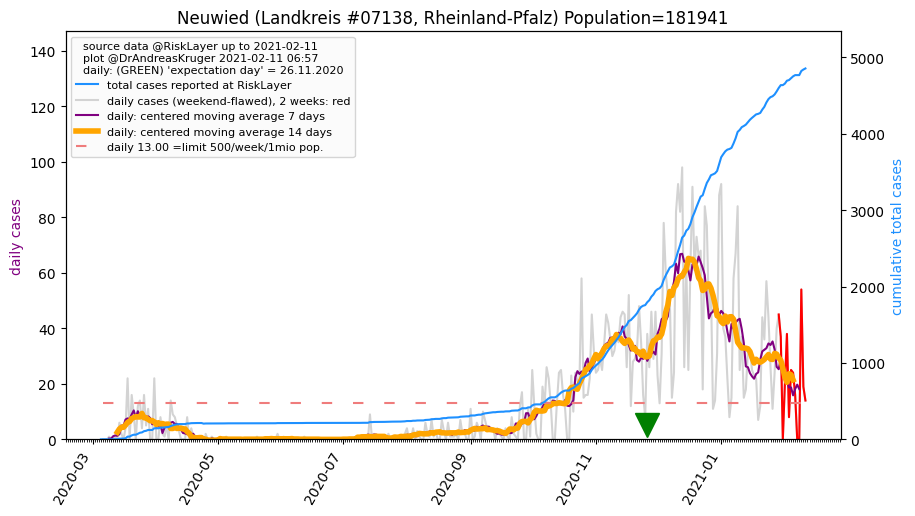 Neuwied (Landkreis #07138, Rheinland-Pfalz) Population=181941
source data @RiskLayer up to 2021-02-11
plot @DrAndreasKruger 2021-02-11 06:57
daily: (GREEN) 'expectation day' = 26.11.2020
total cases reported at RiskLayer
daily cases (weekend-flawed), 2 weeks: red
daily: centered moving average 7 days
daily: centered moving average 14 days
daily 13.00 =limit 500/week/1mio pop.
daily cases
140
120
100
80
60
40
20
0
cumulative total cases
5000
4000
3000
2000
1000
0
2020-03
2020-05
2020-07
2020-09
2020-11
2021-01